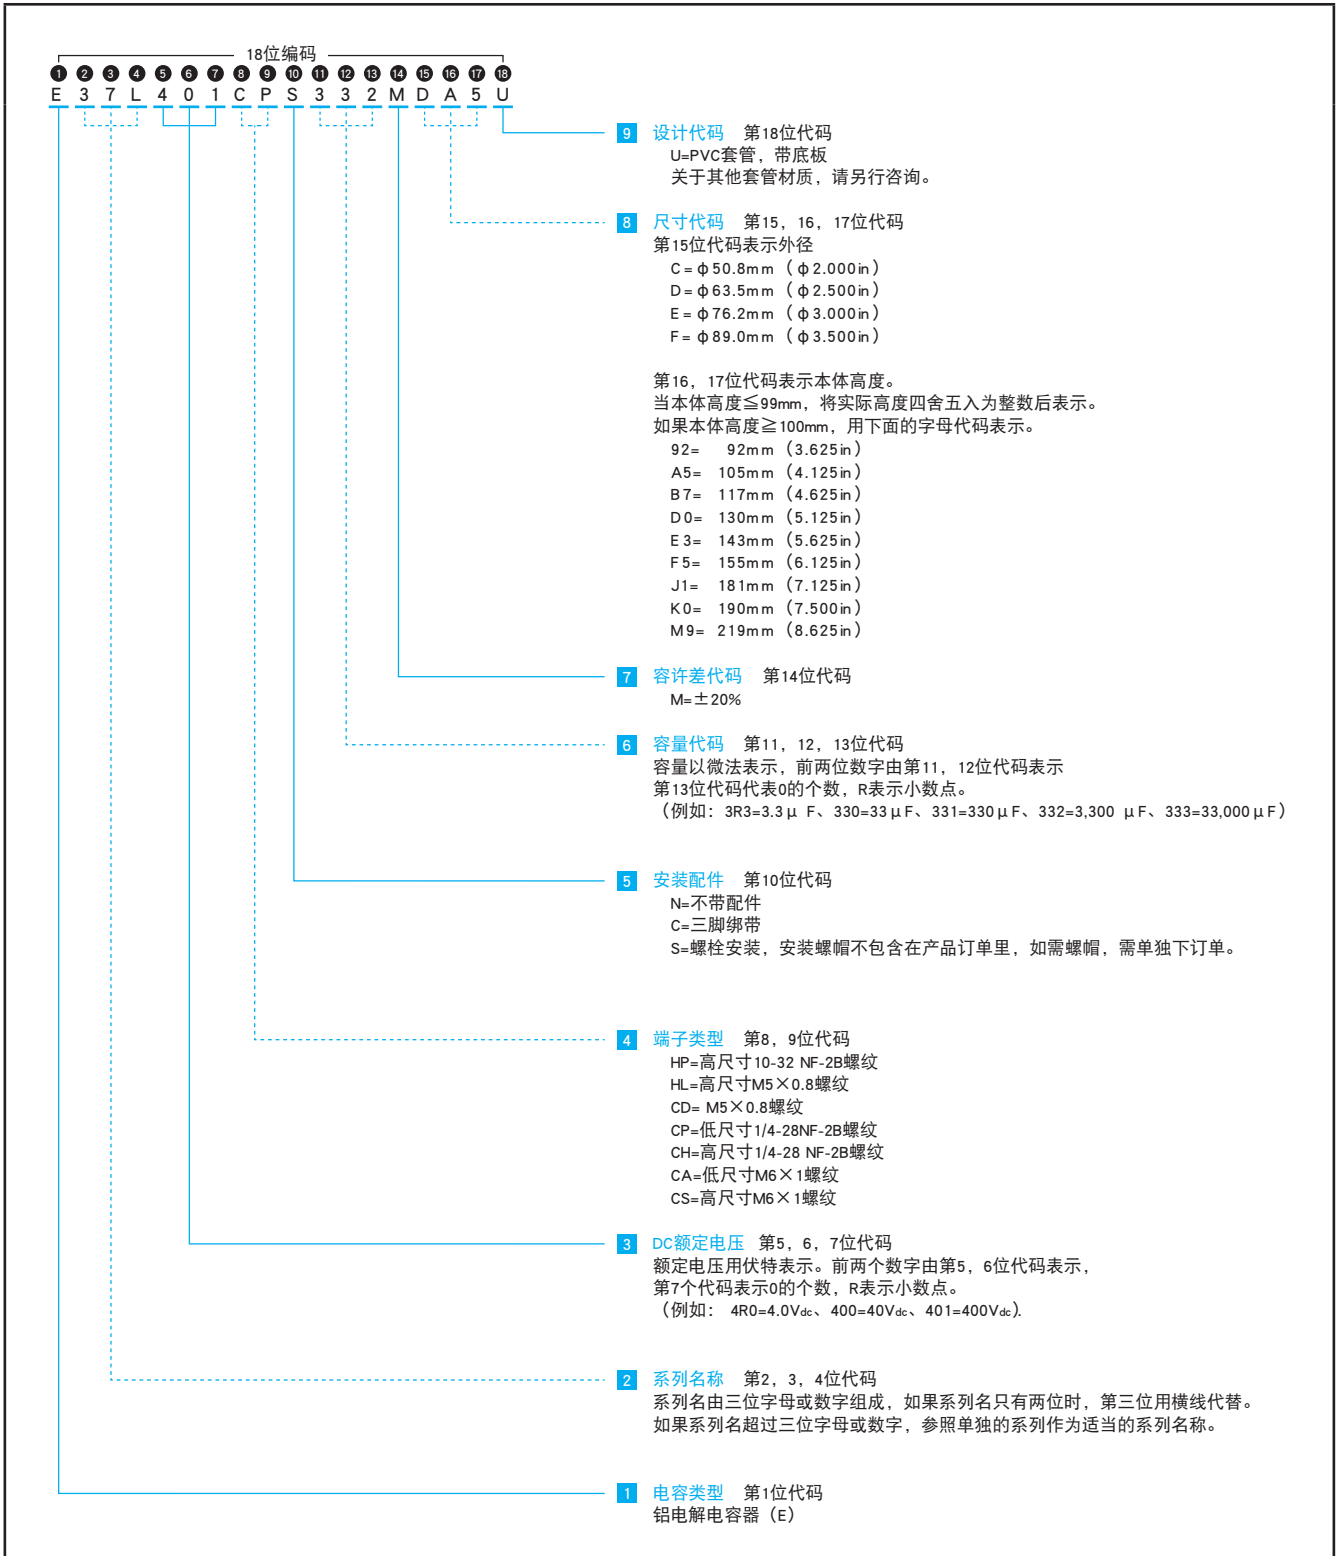 18位编码
1 2 3 4 5 6 7 8 9 10 11 12 13 14 15 16 17 18
E 3 7 L 4 0 1 C P S 3 3 2 M D A 5 U
9 设计代码 第18位代码
U=PVC套管，带底板
关于其他套管材质，请另行咨询。
8 尺寸代码 第15，16，17位代码
第15位代码表示外径
C=φ50.8mm（φ2.000in）
D=φ63.5mm（φ2.500in）
E=φ76.2mm（φ3.000in）
F=φ89.0mm（φ3.500in）
第16，17位代码表示本体高度。
当本体高度≦99mm，将实际高度四舍五入为整数后表示。
如果本体高度≧100mm，用下面的字母代码表示。
92= 92mm（3.625in）
A5= 105mm（4.125in）
B7= 117mm（4.625in）
D0= 130mm（5.125in）
E3= 143mm（5.625in）
F5= 155mm（6.125in）
J1= 181mm（7.125in）
K0= 190mm（7.500in）
M9= 219mm（8.625in）
7 容许差代码 第14位代码
M=±20%
6 容量代码 第11，12，13位代码
容量以微法表示，前两位数字由第11，12位代码表示
第13位代码代表0的个数，R表示小数点。
（例如：3R3=3.3μ F、330=33μF、331=330μF、332=3,300 μF、333=33,000μF）
5 安装配件 第10位代码
N=不带配件
C=三脚绑带
S=螺栓安装，安装螺帽不包含在产品订单里，如需螺帽，需单独下订单。
4 端子类型 第8，9位代码
HP=高尺寸10-32 NF-2B螺纹
HL=高尺寸M5×0.8螺纹
CD= M5×0.8螺纹
CP=低尺寸1/4-28NF-2B螺纹
CH=高尺寸1/4-28 NF-2B螺纹
CA=低尺寸M6×1螺纹
CS=高尺寸M6×1螺纹
3 DC额定电压 第5，6，7位代码
额定电压用伏特表示。前两个数字由第5，6位代码表示，
第7个代码表示0的个数，R表示小数点。
（例如： 4R0=4.0Vdc、400=40Vdc、401=400Vdc).
2 系列名称 第2，3，4位代码
系列名由三位字母或数字组成，如果系列名只有两位时，第三位用横线代替。
如果系列名超过三位字母或数字，参照单独的系列作为适当的系列名称。
1 电容类型 第1位代码
铝电解电容器（E）